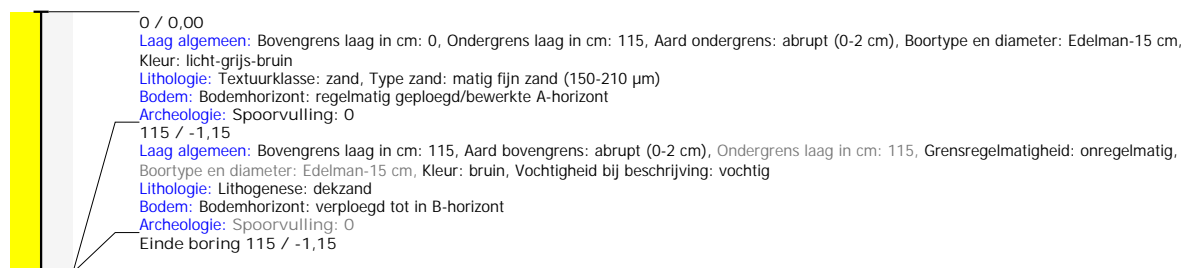 0 / 0,00
Laag algemeen: Bovengrens laag in cm: 0, Ondergrens laag in cm: 115, Aard ondergrens: abrupt (0-2 cm), Boortype en diameter: Edelman-15 cm,
Kleur: licht-grijs-bruin
Lithologie: Textuurklasse: zand, Type zand: matig fijn zand (150-210 µm)
Bodem: Bodemhorizont: regelmatig geploegd/bewerkte A-horizont
Archeologie: Spoorvulling: 0
115 / -1,15
Laag algemeen: Bovengrens laag in cm: 115, Aard bovengrens: abrupt (0-2 cm), Ondergrens laag in cm: 115, Grensregelmatigheid: onregelmatig,
Boortype en diameter: Edelman-15 cm, Kleur: bruin, Vochtigheid bij beschrijving: vochtig
Lithologie: Lithogenese: dekzand
Bodem: Bodemhorizont: verploegd tot in B-horizont
Archeologie: Spoorvulling: 0
Einde boring 115 / -1,15